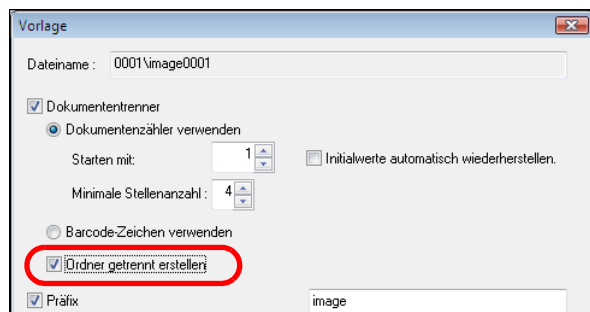 Vorlage
Dateiname : 0001\image0001
Dokumententrenner
Dokumentenzähler verwenden
Starten mit: 1 Initialwerte automatisch wiederherstellen.
Minimale Stellenanzahl : 4
Barcode-Zeichen verwenden
Ordner getrennt erstellen
Präfix image